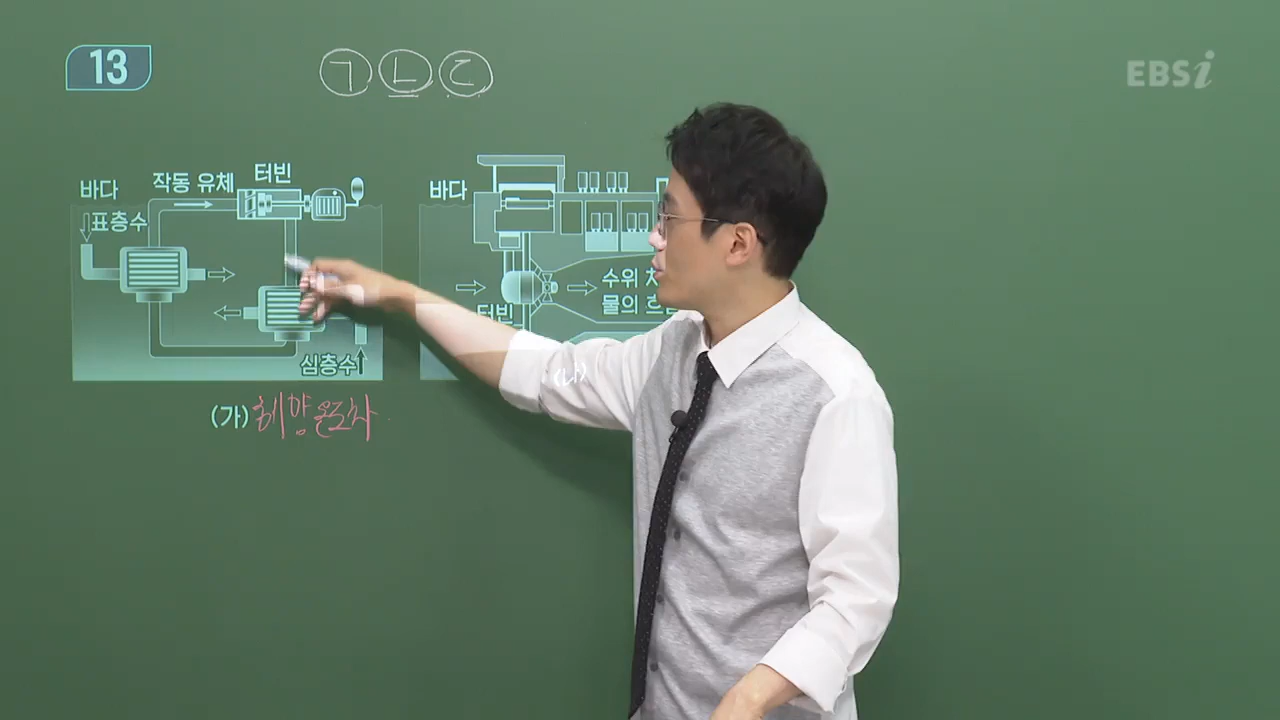 13
ㄱ ㄴ ㄷ
EBSi
바다
작동 유체
터빈
표층수
심층수
(가) 해양온도차
바다
수위 차
물의 흐름
터빈
(나)